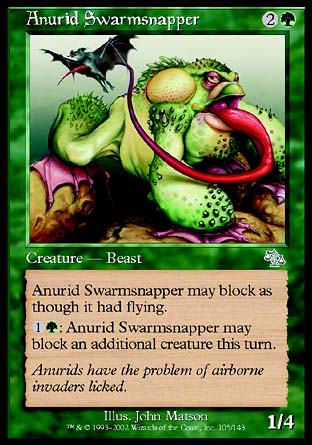 Anurid Swarmsnapper 2
Creature — Beast
Anurid Swarmsnapper may block as
though it had flying.
1 : Anurid Swarmsnapper may
block an additional creature this turn.
Anurids have the problem of airborne
invaders licked.
Illus. John Matson
™ & © 1993–2002 Wizards of the Coast, Inc. 105/143
1/4